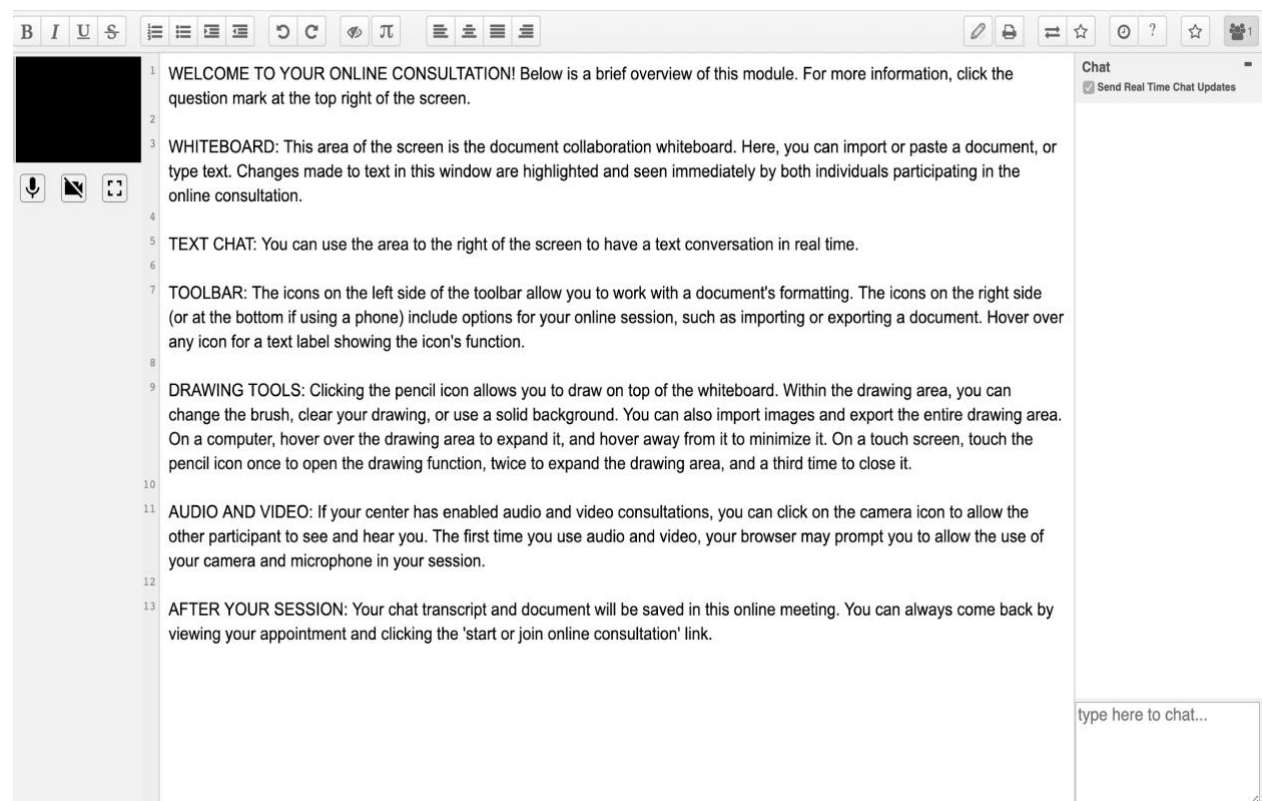 B I U S
π
?
1
1 WELCOME TO YOUR ONLINE CONSULTATION! Below is a brief overview of this module. For more information, click the
question mark at the top right of the screen.
2
3 WHITEBOARD: This area of the screen is the document collaboration whiteboard. Here, you can import or paste a document, or
type text. Changes made to text in this window are highlighted and seen immediately by both individuals participating in the
online consultation.
4
5 TEXT CHAT: You can use the area to the right of the screen to have a text conversation in real time.
6
7 TOOLBAR: The icons on the left side of the toolbar allow you to work with a document's formatting. The icons on the right side
(or at the bottom if using a phone) include options for your online session, such as importing or exporting a document. Hover over
any icon for a text label showing the icon's function.
8
9 DRAWING TOOLS: Clicking the pencil icon allows you to draw on top of the whiteboard. Within the drawing area, you can
change the brush, clear your drawing, or use a solid background. You can also import images and export the entire drawing area.
On a computer, hover over the drawing area to expand it, and hover away from it to minimize it. On a touch screen, touch the
pencil icon once to open the drawing function, twice to expand the drawing area, and a third time to close it.
10
11 AUDIO AND VIDEO: If your center has enabled audio and video consultations, you can click on the camera icon to allow the
other participant to see and hear you. The first time you use audio and video, your browser may prompt you to allow the use of
your camera and microphone in your session.
12
13 AFTER YOUR SESSION: Your chat transcript and document will be saved in this online meeting. You can always come back by
viewing your appointment and clicking the 'start or join online consultation' link.
Chat
Send Real Time Chat Updates
type here to chat...